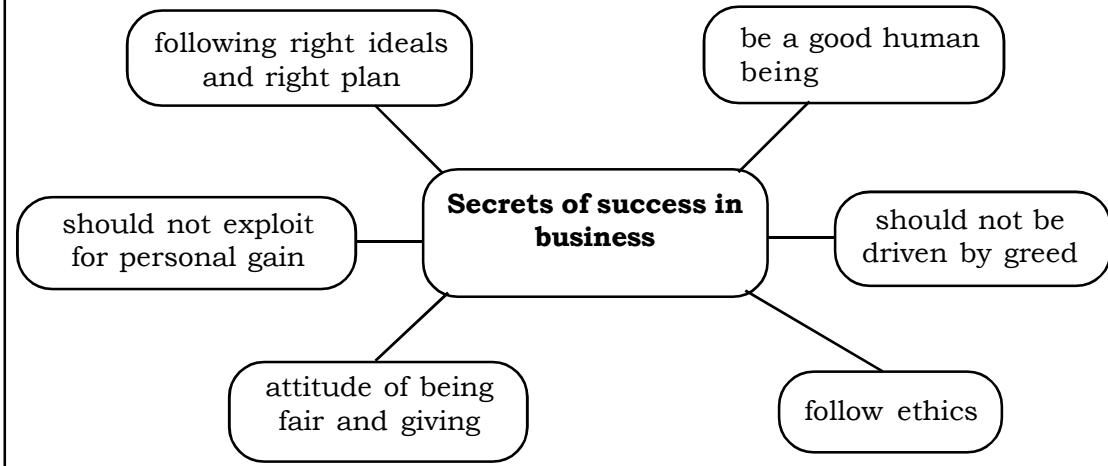 following right ideals
and right plan
be a good human
being
Secrets of success in
business
should not exploit
for personal gain
should not be
driven by greed
attitude of being
fair and giving
follow ethics